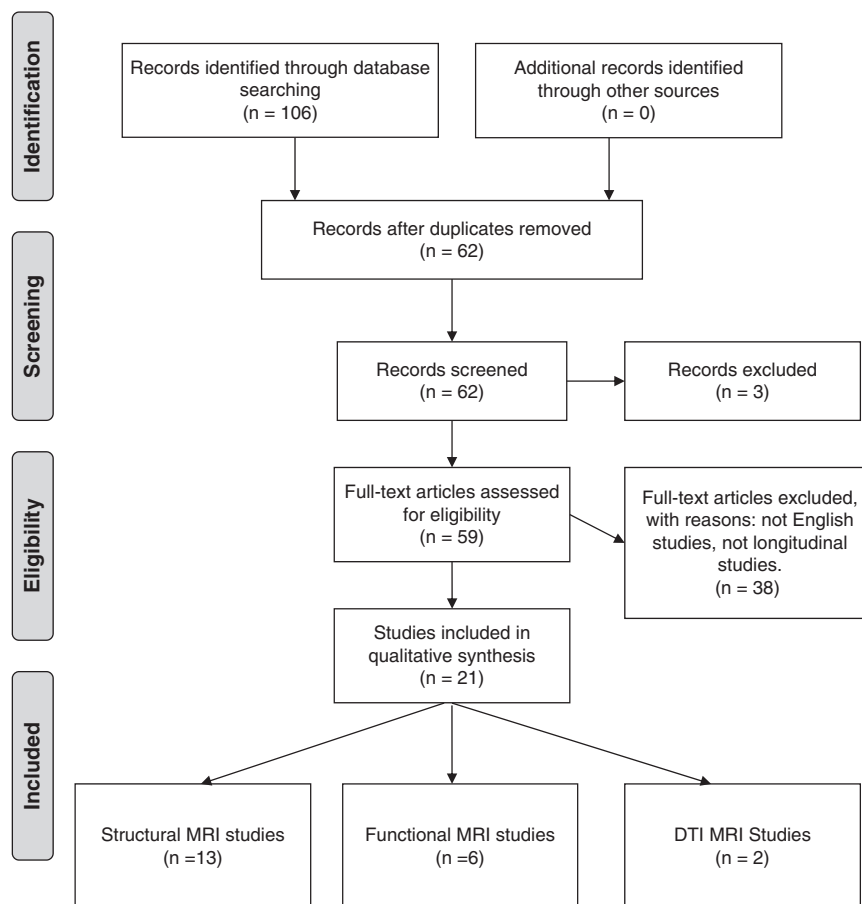 Identification
Records identified through database
searching
(n = 106)
Additional records identified
through other sources
(n = 0)
Records after duplicates removed
(n = 62)
Screening
Records screened
(n = 62)
Records excluded
(n = 3)
Eligibility
Full-text articles assessed
for eligibility
(n = 59)
Full-text articles excluded,
with reasons: not English
studies, not longitudinal
studies.
(n = 38)
Studies included in
qualitative synthesis
(n = 21)
Included
Structural MRI studies
(n =13)
Functional MRI studies
(n =6)
DTI MRI Studies
(n = 2)